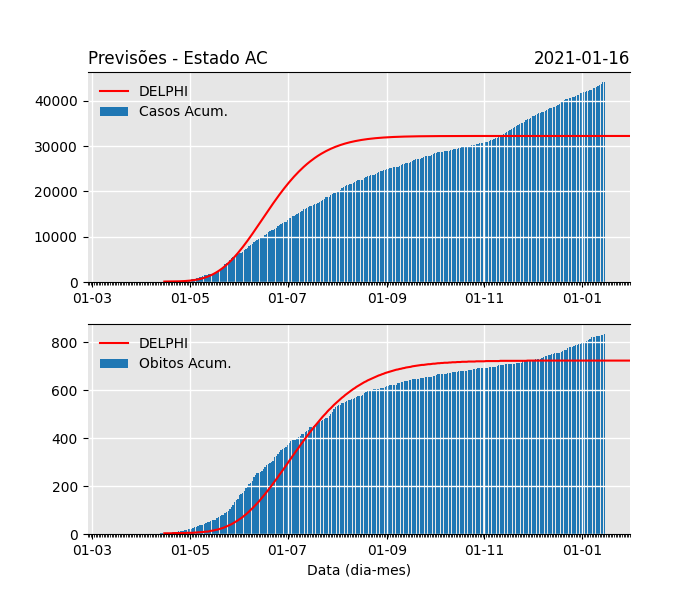 Previsões - Estado AC 2021-01-16
DELPHI
Casos Acum.
40000
30000
20000
10000
0
01-03 01-05 01-07 01-09 01-11 01-01
DELPHI
Obitos Acum.
800
600
400
200
0
01-03 01-05 01-07 01-09 01-11 01-01
Data (dia-mes)